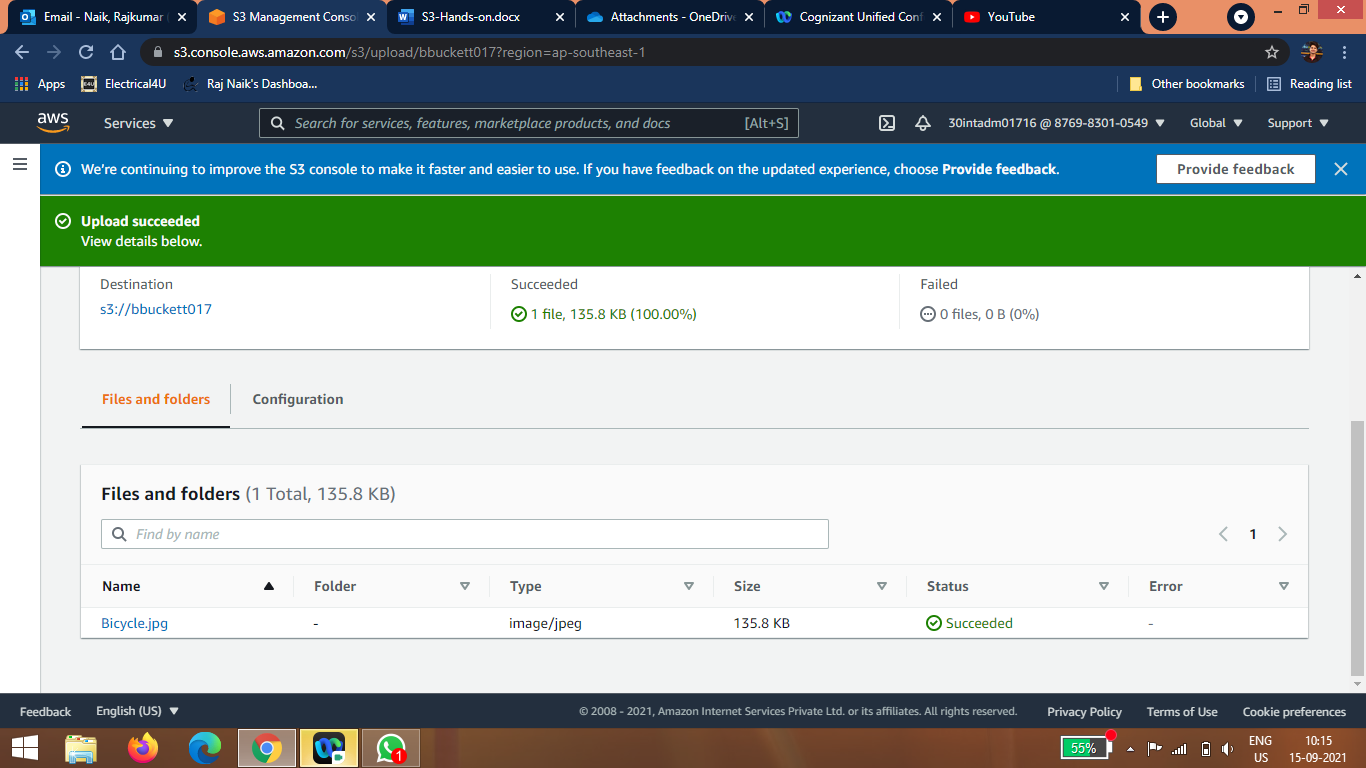 Email - Naik, Rajkumar
S3 Management Conso
S3-Hands-on.docx
Attachments - OneDrive
Cognizant Unified Conf
YouTube
s3.console.aws.amazon.com/s3/upload/bbuckett017?region=ap-southeast-1
Apps
Electrical4U
Raj Naik's Dashboa...
Other bookmarks
Reading list
aws
Services
Search for services, features, marketplace products, and docs
[Alt+S]
30intadm01716 @ 8769-8301-0549
Global
Support
We're continuing to improve the S3 console to make it faster and easier to use. If you have feedback on the updated experience, choose Provide feedback.
Provide feedback
Upload succeeded
View details below.
Destination
Succeeded
Failed
s3://bbuckett017
1 file, 135.8 KB (100.00%)
0 files, 0 B (0%)
Files and folders
Configuration
Files and folders (1 Total, 135.8 KB)
Find by name
1
Name
Folder
Type
Size
Status
Error
Bicycle.jpg
-
image/jpeg
135.8 KB
Succeeded
-
Feedback
English (US)
© 2008 - 2021, Amazon Internet Services Private Ltd. or its affiliates. All rights reserved.
Privacy Policy
Terms of Use
Cookie preferences
1
55%
ENG
US
10:15
15-09-2021